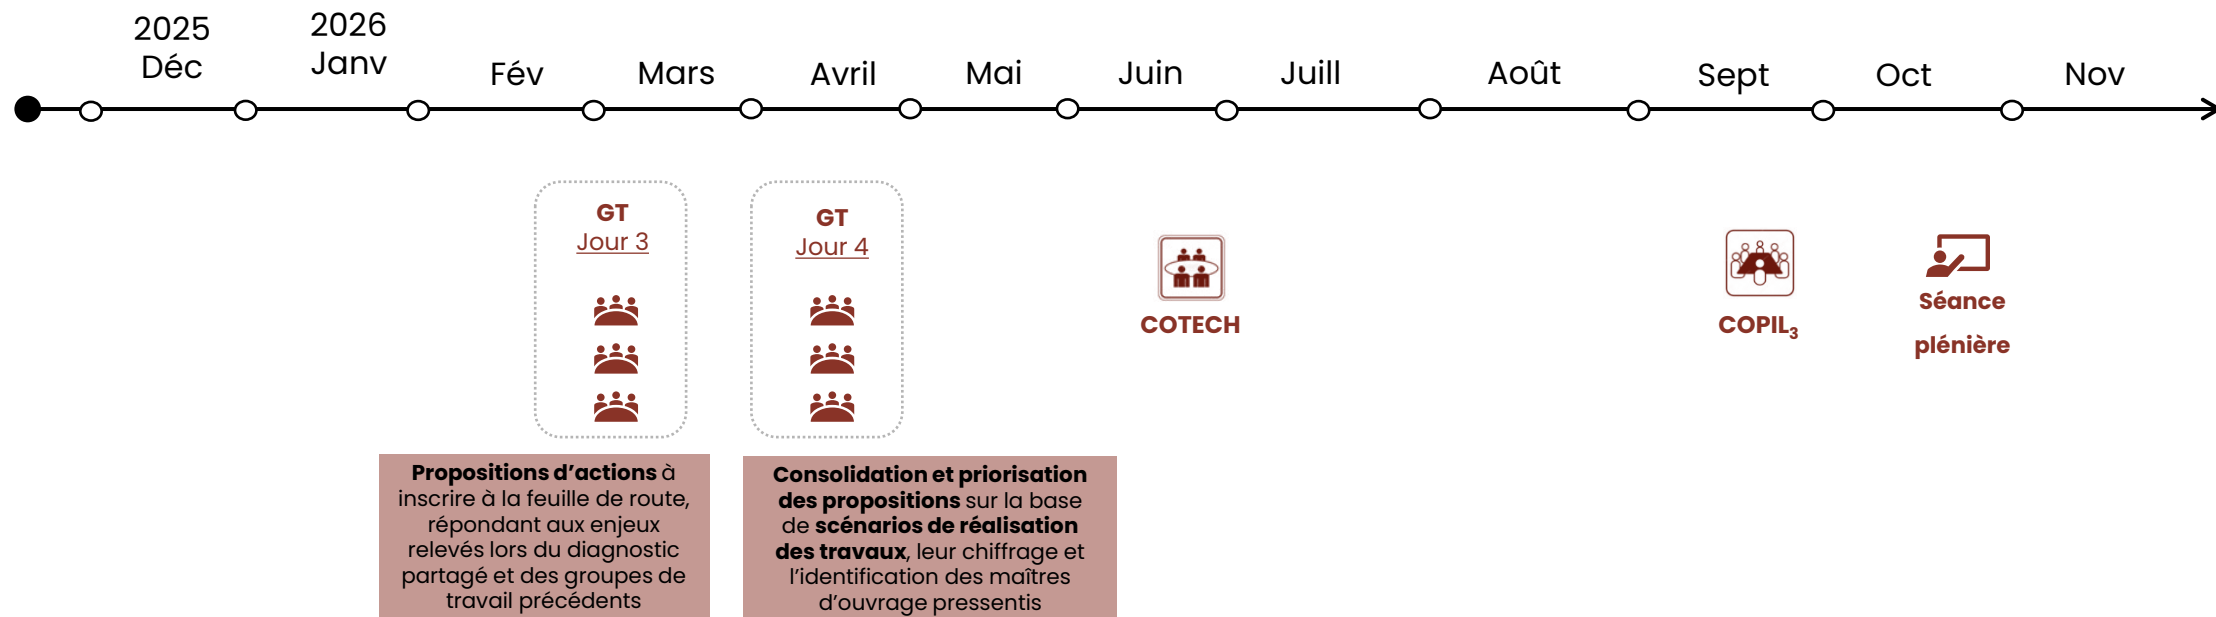 2025
Déc
2026
Janv
Fév
Mars
Avril
Mai
Juin
Juill
Août
Sept
Oct
Nov
GT
Jour 3
GT
Jour 4
COTECH
COPIL3
Séance
plénière
Propositions d’actions à
inscrire à la feuille de route,
répondant aux enjeux
relevés lors du diagnostic
partagé et des groupes de
travail précédents
Consolidation et priorisation
des propositions sur la base
de scénarios de réalisation
des travaux, leur chiffrage et
l’identification des maîtres
d’ouvrage pressentis